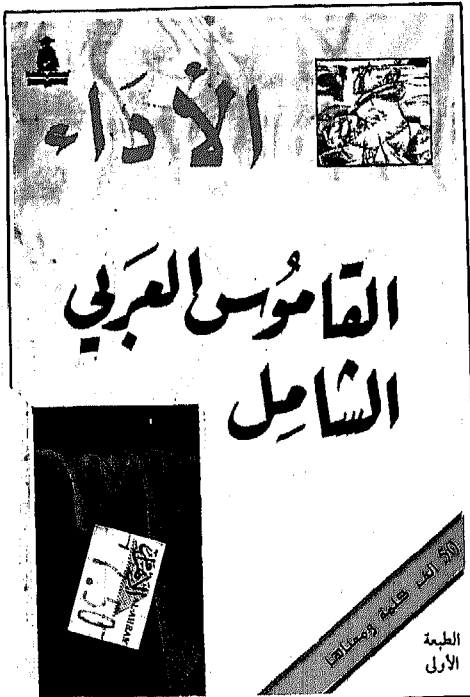 الأداء
القاموس العربي
الشامل
50 ألف كلمة ومعانيها
الطبعة
الأولى